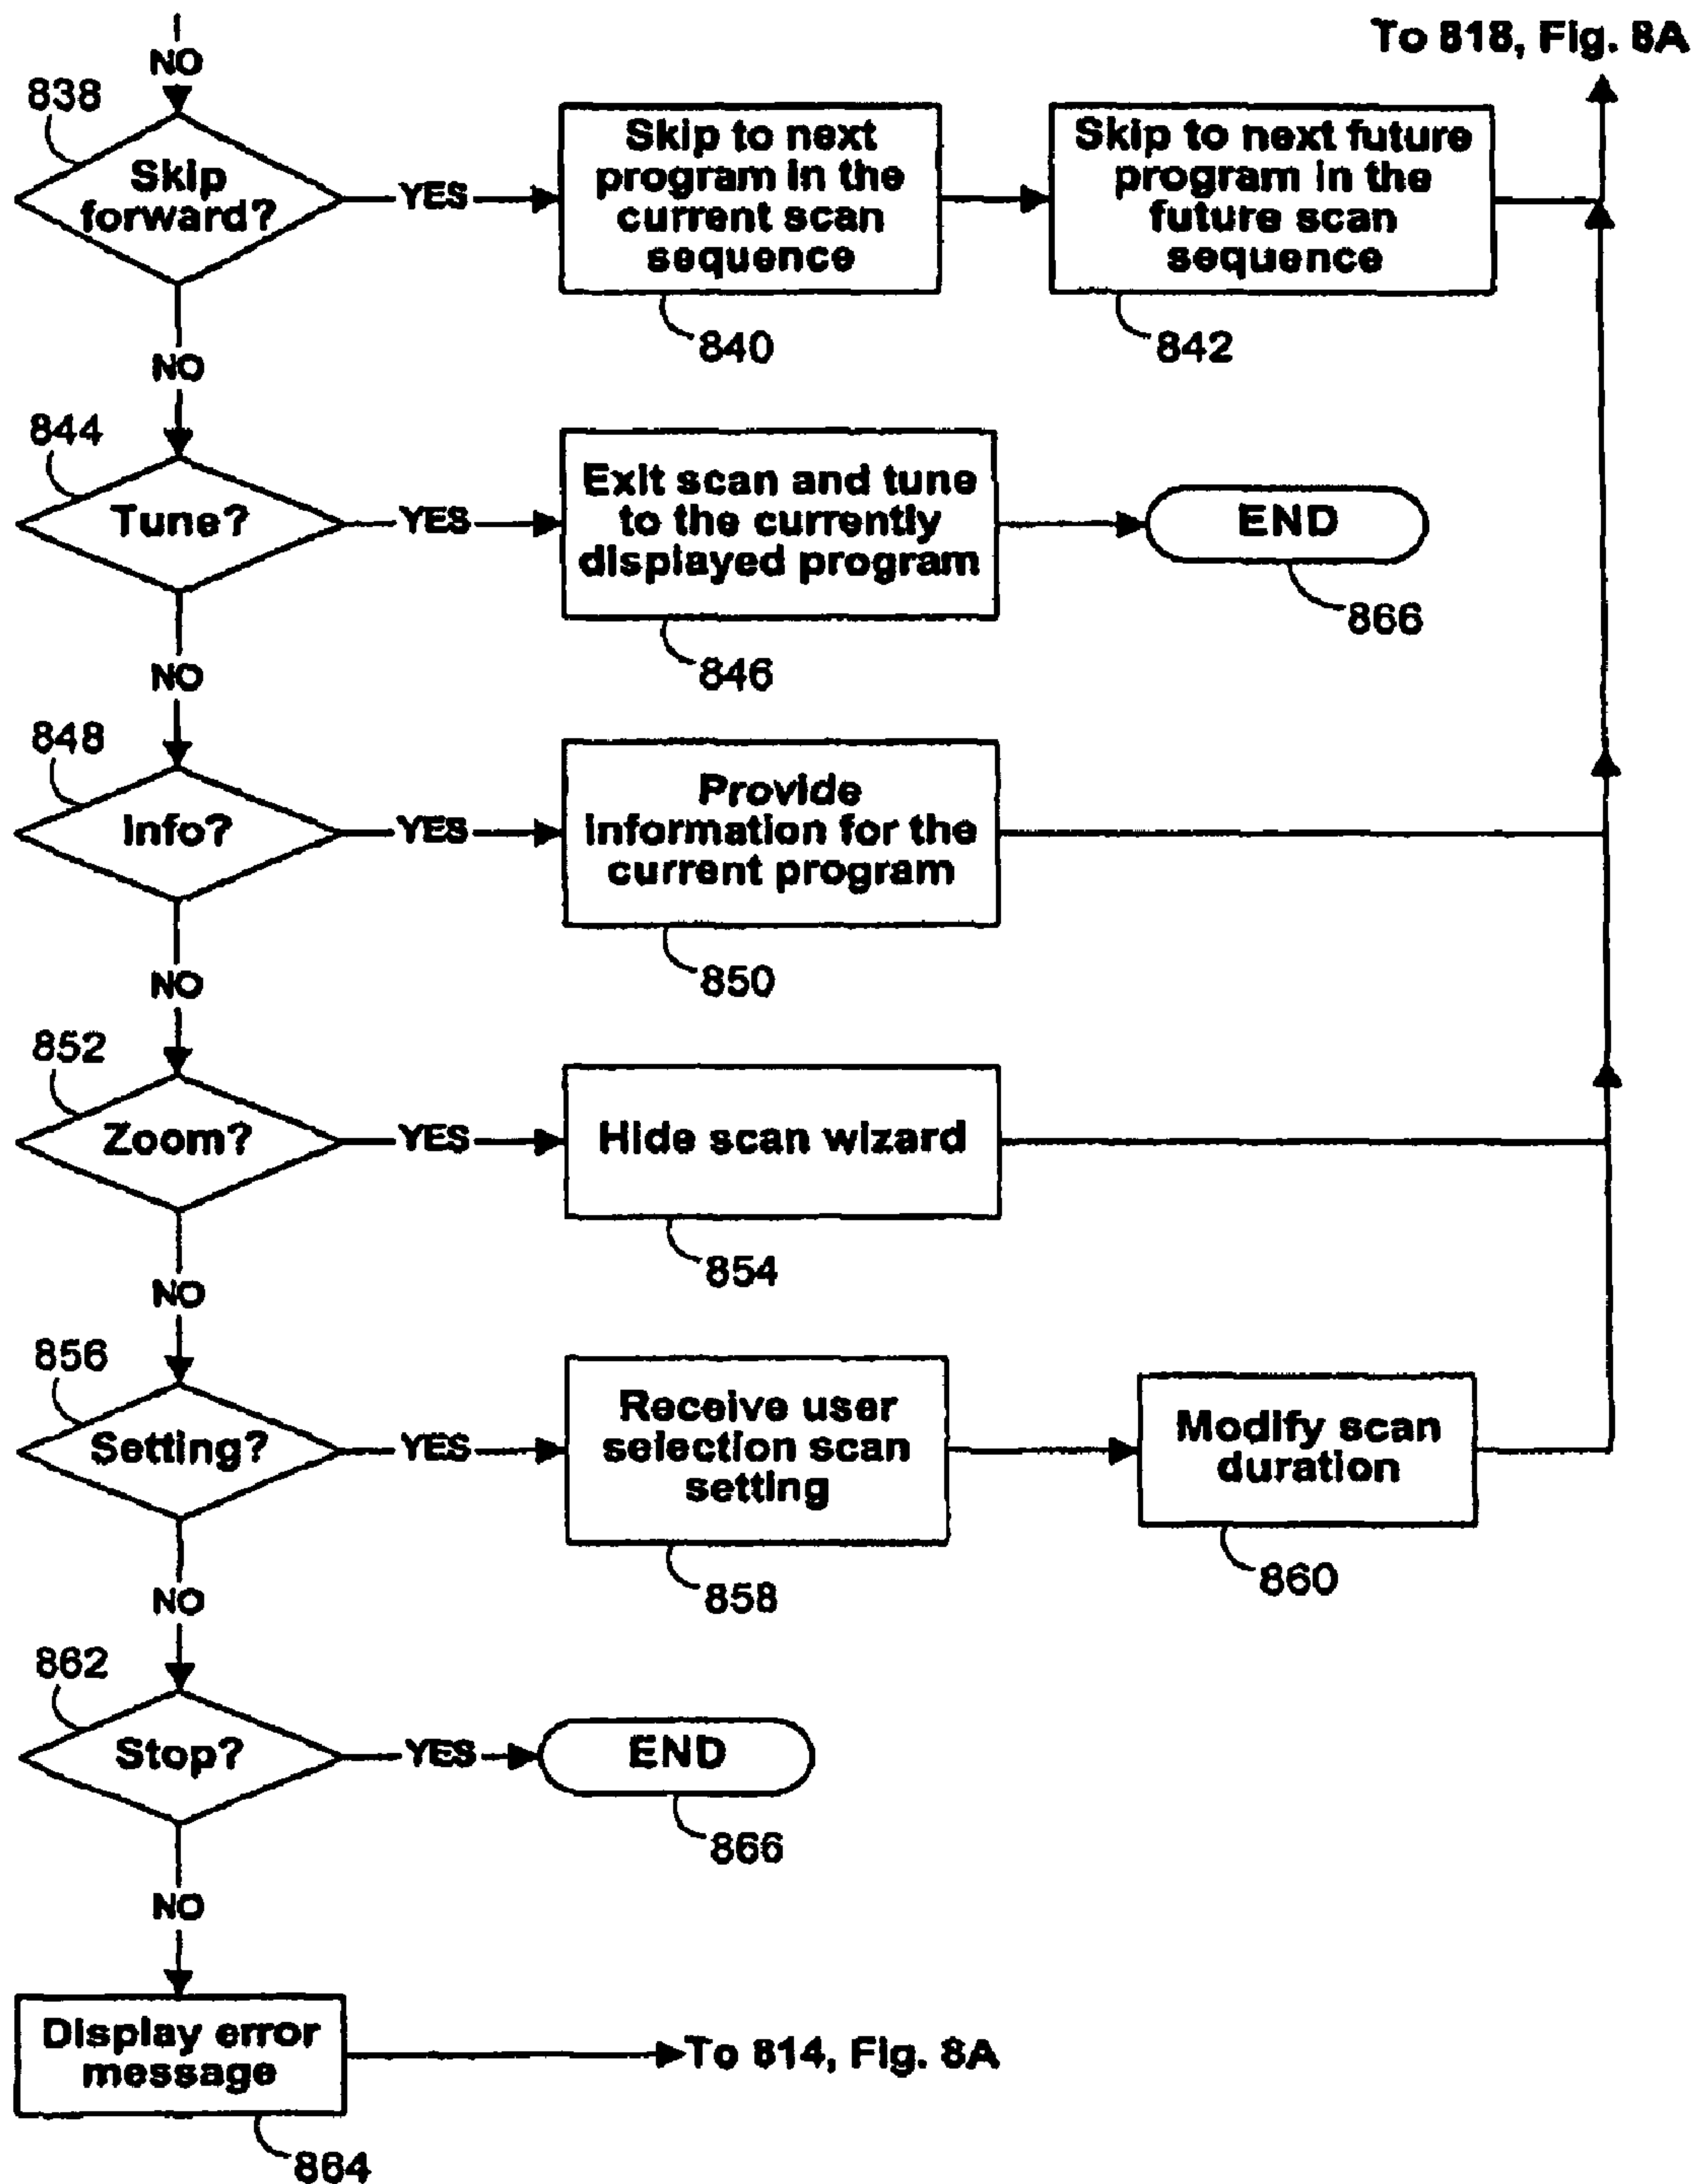 To 818, Fig. 8A
NO
838
Skip
forward?
YES
Skip to next
program in the
current scan
sequence
840
Skip to next future
program in the
future scan
sequence
842
NO
844
Tune?
YES
Exit scan and tune
to the currently
displayed program
846
END
866
NO
848
Info?
YES
Provide
information for the
current program
850
NO
852
Zoom?
YES
Hide scan wizard
854
NO
856
Setting?
YES
Receive user
selection scan
setting
858
Modify scan
duration
860
NO
862
Stop?
YES
END
866
NO
Display error
message
864
To 814, Fig. 8A